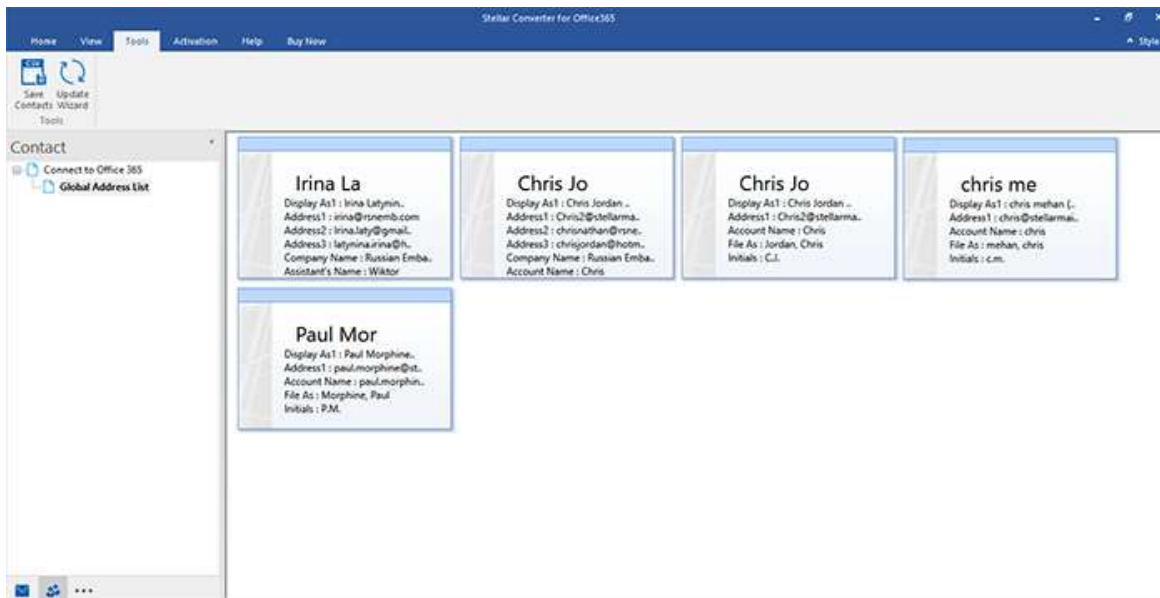 Stellar Converter for Office365
Home View Tools Activation Help Buy Now
Style
CSV
Save Contacts
Update Wizard
Tools
Contact
Connect to Office 365
Global Address List
Irina La
Display As1 : Irina Latynin..
Address1 : irina@rsnemb.com
Address2 : Irina.laty@gmail..
Address3 : latynina.irina@h..
Company Name : Russian Emba..
Assistant's Name : Wiktor
Chris Jo
Display As1 : Chris Jordan ..
Address1 : Chris2@stellarma..
Address2 : chrisnathan@rsne..
Address3 : chrisjordan@hotm..
Company Name : Russian Emba..
Account Name : Chris
Chris Jo
Display As1 : Chris Jordan ..
Address1 : Chris2@stellarma..
Account Name : Chris
File As : Jordan, Chris
Initials : C.J.
chris me
Display As1 : chris mehan (..
Address1 : chris@stellarmai..
Account Name : chris
File As : mehan, chris
Initials : c.m.
Paul Mor
Display As1 : Paul Morphine..
Address1 : paul.morphine@st..
Account Name : paul.morphin..
File As : Morphine, Paul
Initials : P.M.